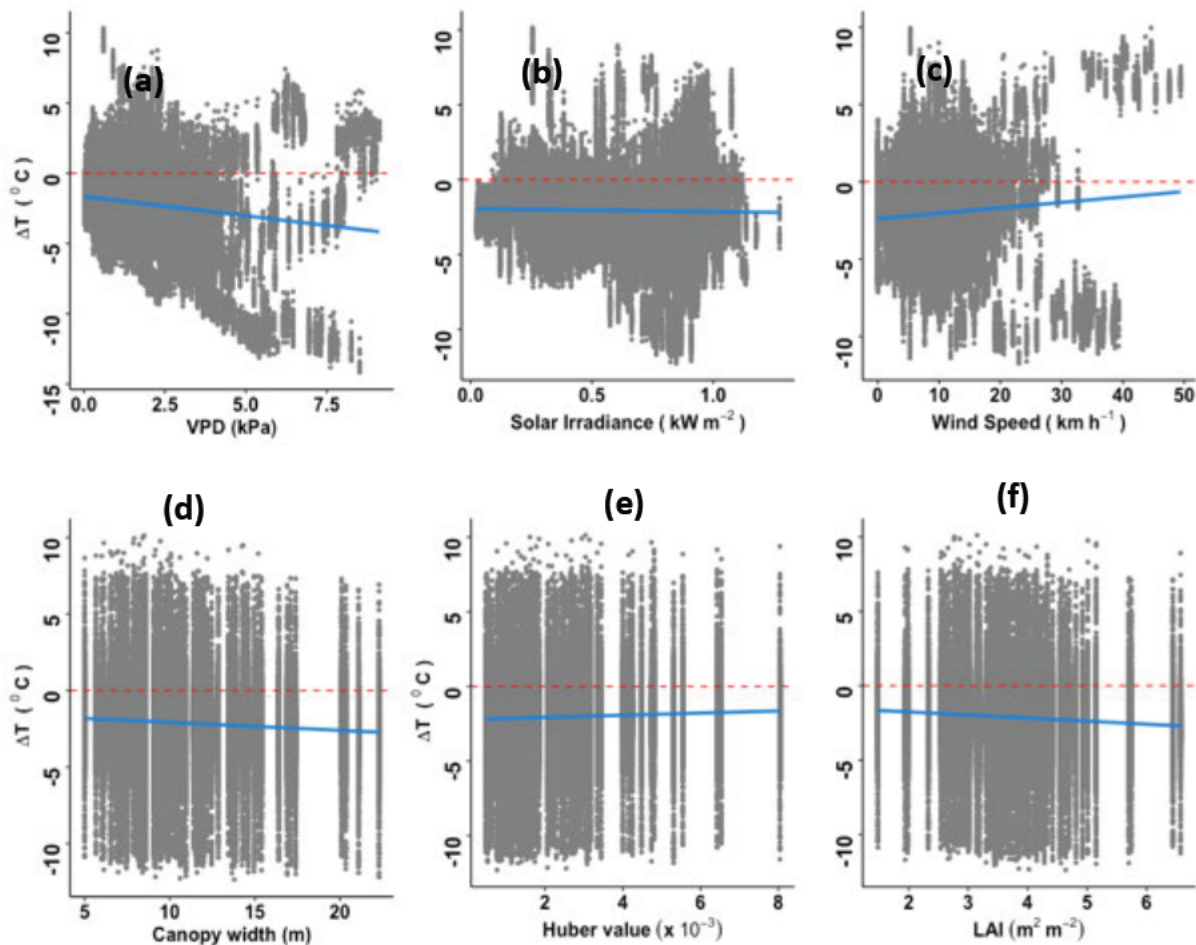 (a)
10
5
0
-5
-10
-15
ΔT ( ⁰C )
0.0 2.5 5.0 7.5
VPD (kPa)
(b)
10
5
0
-5
-10
0.0 0.5 1.0
Solar Irradiance ( kW m⁻² )
(c)
10
5
0
-5
-10
0 10 20 30 40 50
Wind Speed ( km h⁻¹ )
(d)
10
5
0
-5
-10
ΔT ( ⁰C )
5 10 15 20
Canopy width (m)
(e)
10
5
0
-5
-10
ΔT ( ⁰C )
2 4 6 8
Huber value (x 10⁻³)
(f)
10
5
0
-5
-10
2 3 4 5 6
LAI (m² m⁻²)